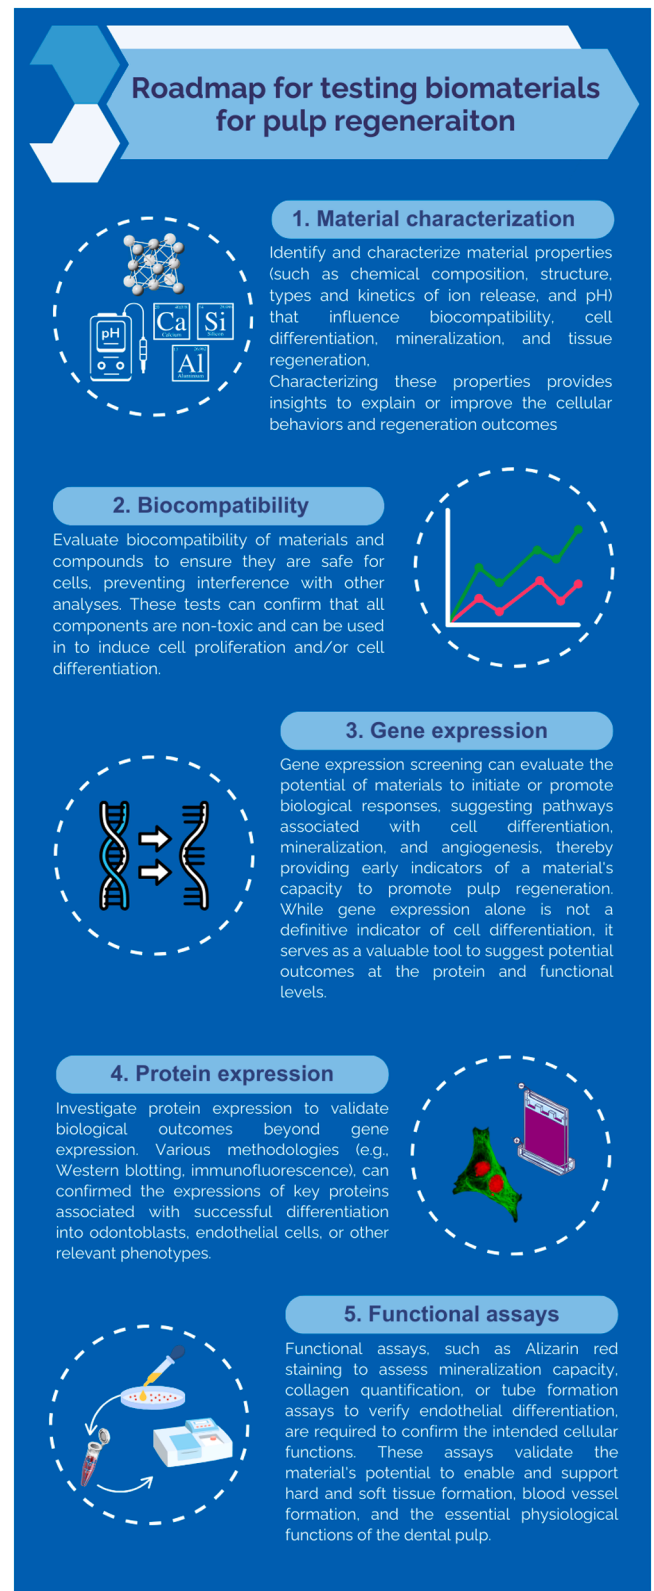 Roadmap for testing biomaterials
for pulp regeneraiton
1. Material characterization
Identify and characterize material properties
(such as chemical composition, structure,
types and kinetics of ion release, and pH)
that influence biocompatibility, cell
differentiation, mineralization, and tissue
regeneration,
Characterizing these properties provides
insights to explain or improve the cellular
behaviors and regeneration outcomes
pH
Ca
Calcium
Si
Silicon
Al
Aluminium
2. Biocompatibility
Evaluate biocompatibility of materials and
compounds to ensure they are safe for
cells, preventing interference with other
analyses. These tests can confirm that all
components are non-toxic and can be used
in to induce cell proliferation and/or cell
differentiation.
3. Gene expression
Gene expression screening can evaluate the
potential of materials to initiate or promote
biological responses, suggesting pathways
associated with cell differentiation,
mineralization, and angiogenesis, thereby
providing early indicators of a material's
capacity to promote pulp regeneration.
While gene expression alone is not a
definitive indicator of cell differentiation, it
serves as a valuable tool to suggest potential
outcomes at the protein and functional
levels.
4. Protein expression
Investigate protein expression to validate
biological outcomes beyond gene
expression. Various methodologies (e.g.,
Western blotting, immunofluorescence), can
confirmed the expressions of key proteins
associated with successful differentiation
into odontoblasts, endothelial cells, or other
relevant phenotypes.
5. Functional assays
Functional assays, such as Alizarin red
staining to assess mineralization capacity,
collagen quantification, or tube formation
assays to verify endothelial differentiation,
are required to confirm the intended cellular
functions. These assays validate the
material's potential to enable and support
hard and soft tissue formation, blood vessel
formation, and the essential physiological
functions of the dental pulp.